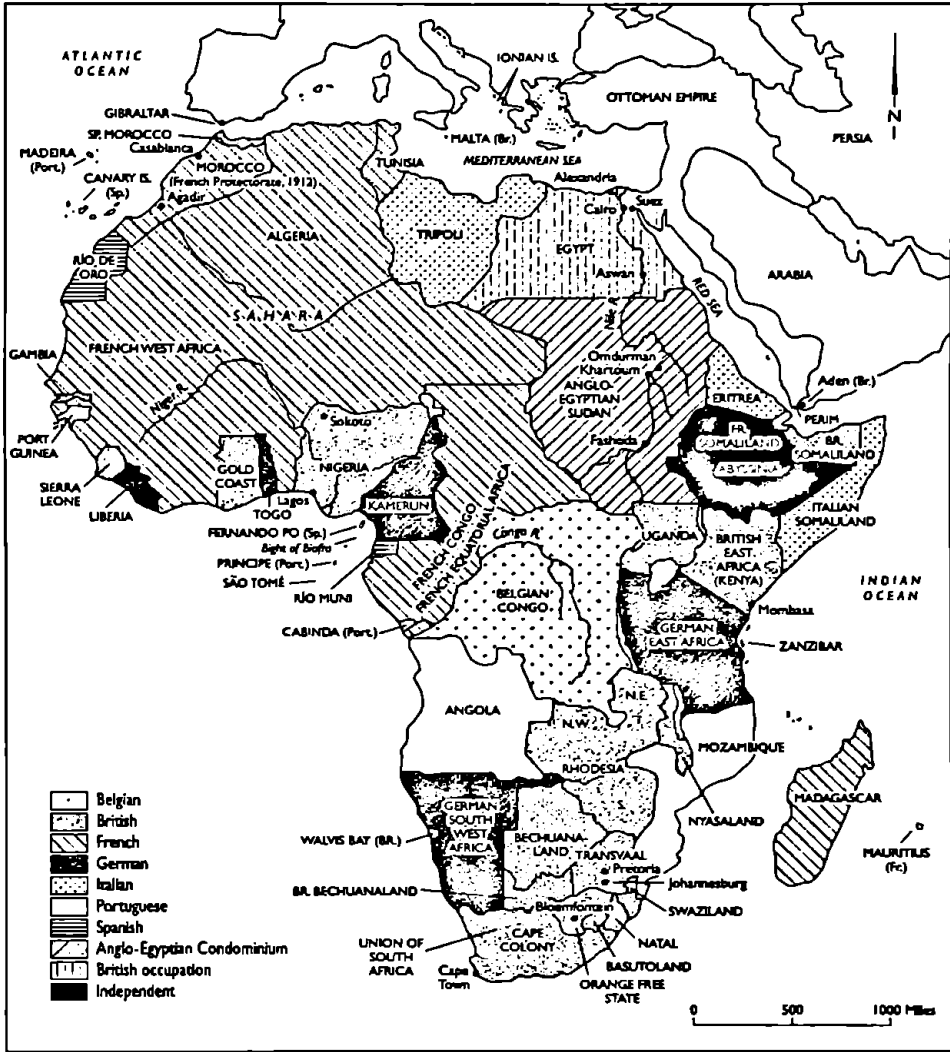 ATLANTIC
OCEAN
IONIAN IS.
OTTOMAN EMPIRE
N
GIBRALTAR
SP. MOROCCO
Casablanca
MALTA (Br.)
PERSIA
MADEIRA
(Port.)
MOROCCO
(French Protectorate, 1912)
TUNISIA
MEDITERRANEAN SEA
Alexandria
CANARY IS.
(Sp.)
Agadir
Cairo
Suez
ALGERIA
TRIPOLI
EGYPT
RÍO DE
ORO
Aswan
ARABIA
RED SEA
SAHARA
Nile R.
GAMBIA
FRENCH WEST AFRICA
Omdurman
Khartoum
ANGLO-
EGYPTIAN
SUDAN
Aden (Br.)
Niger R.
ERITREA
PERIM
PORT
GUINEA
Sokoto
Fashoda
FR.
SOMALILAND
BR.
SOMALILAND
SIERRA
LEONE
GOLD
COAST
NIGERIA
ABYSSINIA
LIBERIA
Lagos
TOGO
KAMERUN
ITALIAN
SOMALILAND
FERNANDO PO (Sp.)
Bight of Biafra
FRENCH CONGO
FRENCH EQUATORIAL AFRICA
Congo R.
UGANDA
BRITISH
EAST
AFRICA
(KENYA)
PRINCIPE (Port.)
SÃO TOMÉ
RÍO MUNI
BELGIAN
CONGO
INDIAN
OCEAN
Mombasa
CABINDA (Port.)
GERMAN
EAST AFRICA
ZANZIBAR
ANGOLA
N.E.
N.W.
MOZAMBIQUE
RHODESIA
S.
MADAGASCAR
NYASALAND
GERMAN
SOUTH
WEST
AFRICA
WALVIS BAY (BR.)
BECHUANA-
LAND
TRANSVAAL
Pretoria
MAURITIUS
(Fr.)
Johannesburg
BR. BECHUANALAND
Bloemfontein
SWAZILAND
UNION OF
SOUTH
AFRICA
CAPE
COLONY
NATAL
BASUTOLAND
Cape
Town
ORANGE FREE
STATE
Belgian
British
French
German
Italian
Portuguese
Spanish
Anglo-Egyptian Condominium
British occupation
Independent
0 500 1000 Miles